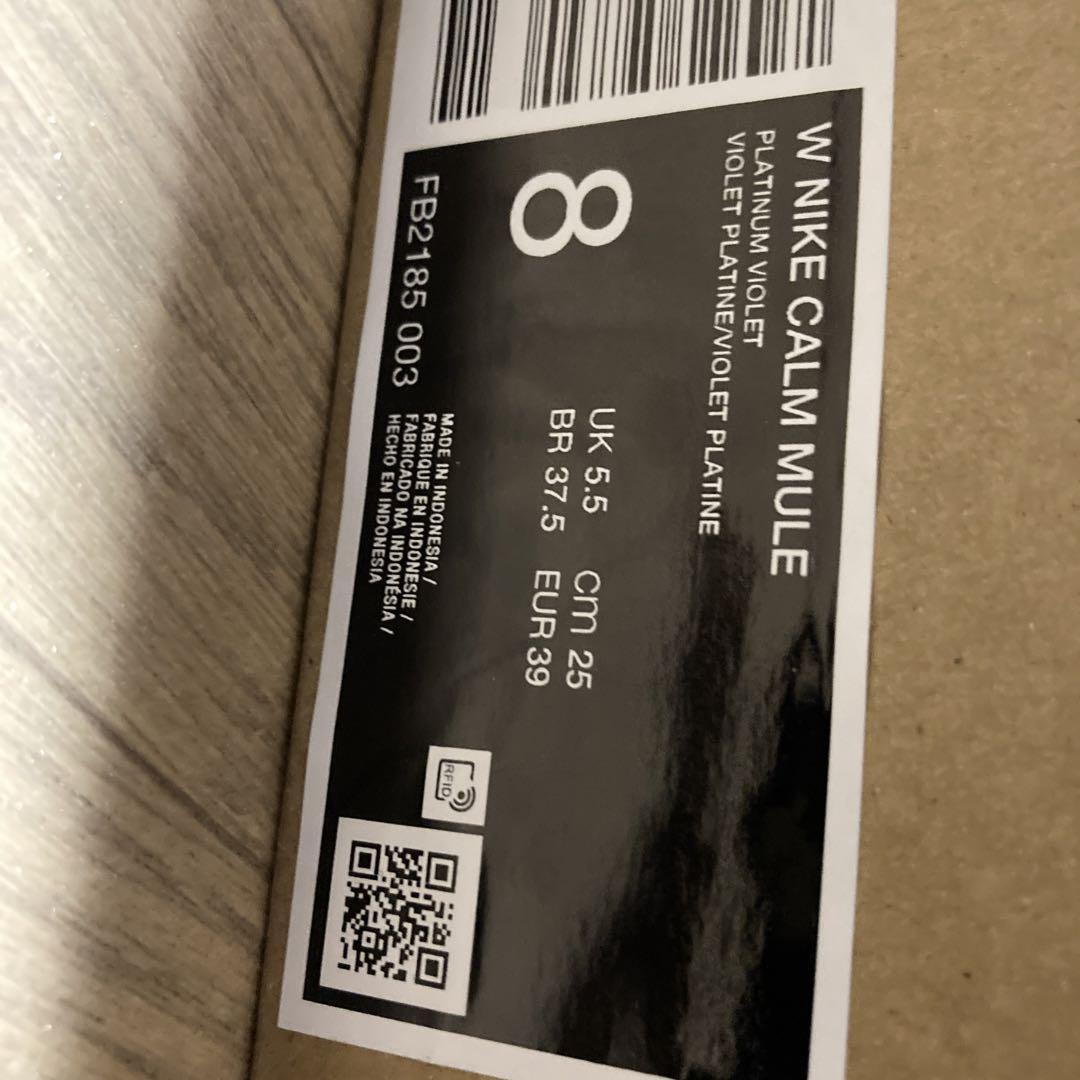 W NIKE CALM MULE
PLATINUM VIOLET
VIOLET PLATINE/VIOLET PLATINE
8
UK 5.5 cm 25
BR 37.5 EUR 39
FB2185 003
MADE IN INDONESIA /
FABRIQUE EN INDONESIE /
FABRICADO NA INDONÉSIA /
HECHO EN INDONESIA
RFID